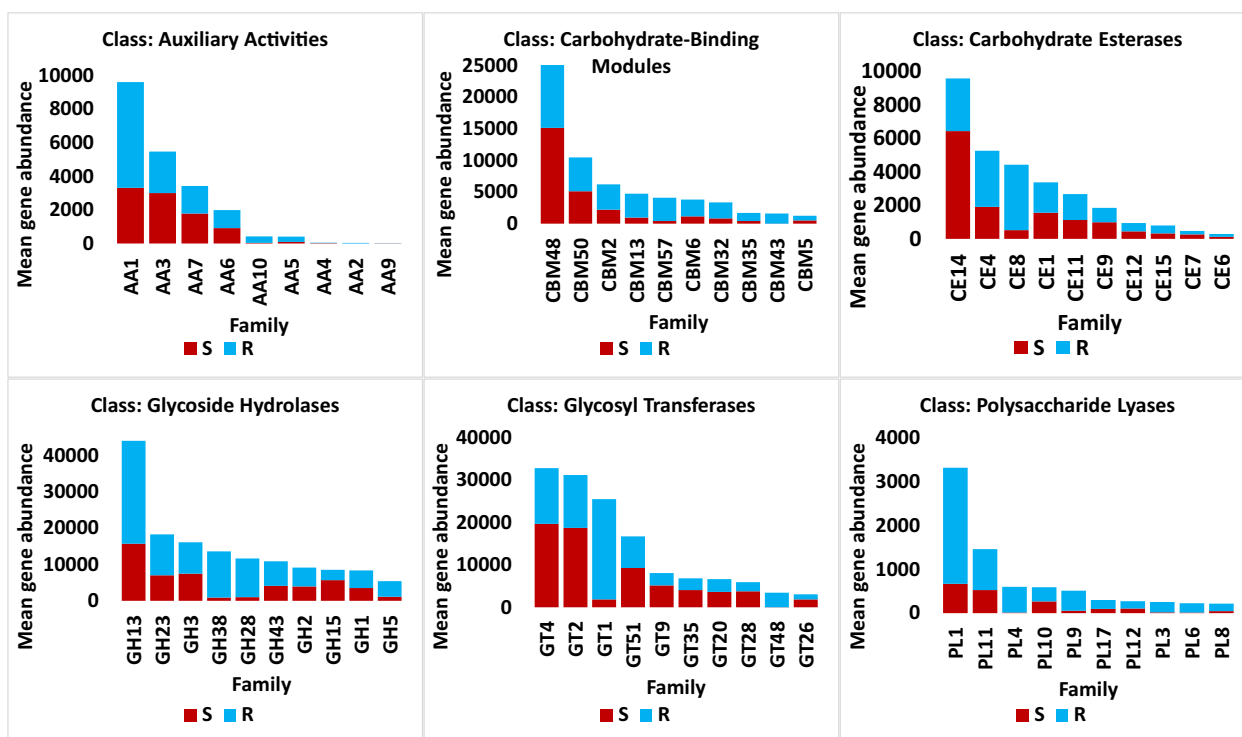 Class: Auxiliary Activities
Mean gene abundance
10000
8000
6000
4000
2000
0
AA1 AA3 AA7 AA6 AA10 AA5 AA4 AA2 AA9
Family
S R
Class: Carbohydrate-Binding
Modules
Mean gene abundance
25000
20000
15000
10000
5000
0
CBM48 CBM50 CBM2 CBM13 CBM57 CBM6 CBM32 CBM35 CBM43 CBM5
Family
S R
Class: Carbohydrate Esterases
Mean gene abundance
10000
8000
6000
4000
2000
0
CE14 CE4 CE8 CE1 CE11 CE9 CE12 CE15 CE7 CE6
Family
S R
Class: Glycoside Hydrolases
Mean gene abundance
40000
30000
20000
10000
0
GH13 GH23 GH3 GH38 GH28 GH43 GH2 GH15 GH1 GH5
Family
S R
Class: Glycosyl Transferases
Mean gene abundance
40000
30000
20000
10000
0
GT4 GT2 GT1 GT51 GT9 GT35 GT20 GT28 GT48 GT26
Family
S R
Class: Polysaccharide Lyases
Mean gene abundance
4000
3000
2000
1000
0
PL1 PL11 PL4 PL10 PL9 PL17 PL12 PL3 PL6 PL8
Family
S R